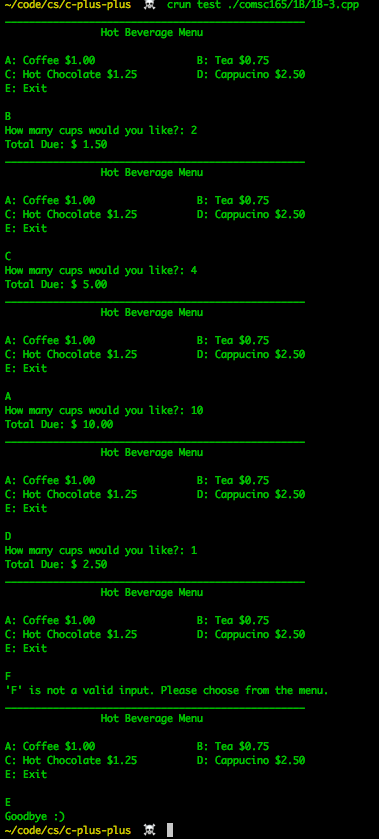 ~/code/cs/c-plus-plus ☠ crun test ./comsc165/1B/1B-3.cpp
Hot Beverage Menu
A: Coffee $1.00 B: Tea $0.75
C: Hot Chocolate $1.25 D: Cappucino $2.50
E: Exit
B
How many cups would you like?: 2
Total Due: $ 1.50
Hot Beverage Menu
A: Coffee $1.00 B: Tea $0.75
C: Hot Chocolate $1.25 D: Cappucino $2.50
E: Exit
C
How many cups would you like?: 4
Total Due: $ 5.00
Hot Beverage Menu
A: Coffee $1.00 B: Tea $0.75
C: Hot Chocolate $1.25 D: Cappucino $2.50
E: Exit
A
How many cups would you like?: 10
Total Due: $ 10.00
Hot Beverage Menu
A: Coffee $1.00 B: Tea $0.75
C: Hot Chocolate $1.25 D: Cappucino $2.50
E: Exit
D
How many cups would you like?: 1
Total Due: $ 2.50
Hot Beverage Menu
A: Coffee $1.00 B: Tea $0.75
C: Hot Chocolate $1.25 D: Cappucino $2.50
E: Exit
F
'F' is not a valid input. Please choose from the menu.
Hot Beverage Menu
A: Coffee $1.00 B: Tea $0.75
C: Hot Chocolate $1.25 D: Cappucino $2.50
E: Exit
E
Goodbye :)
~/code/cs/c-plus-plus ☠